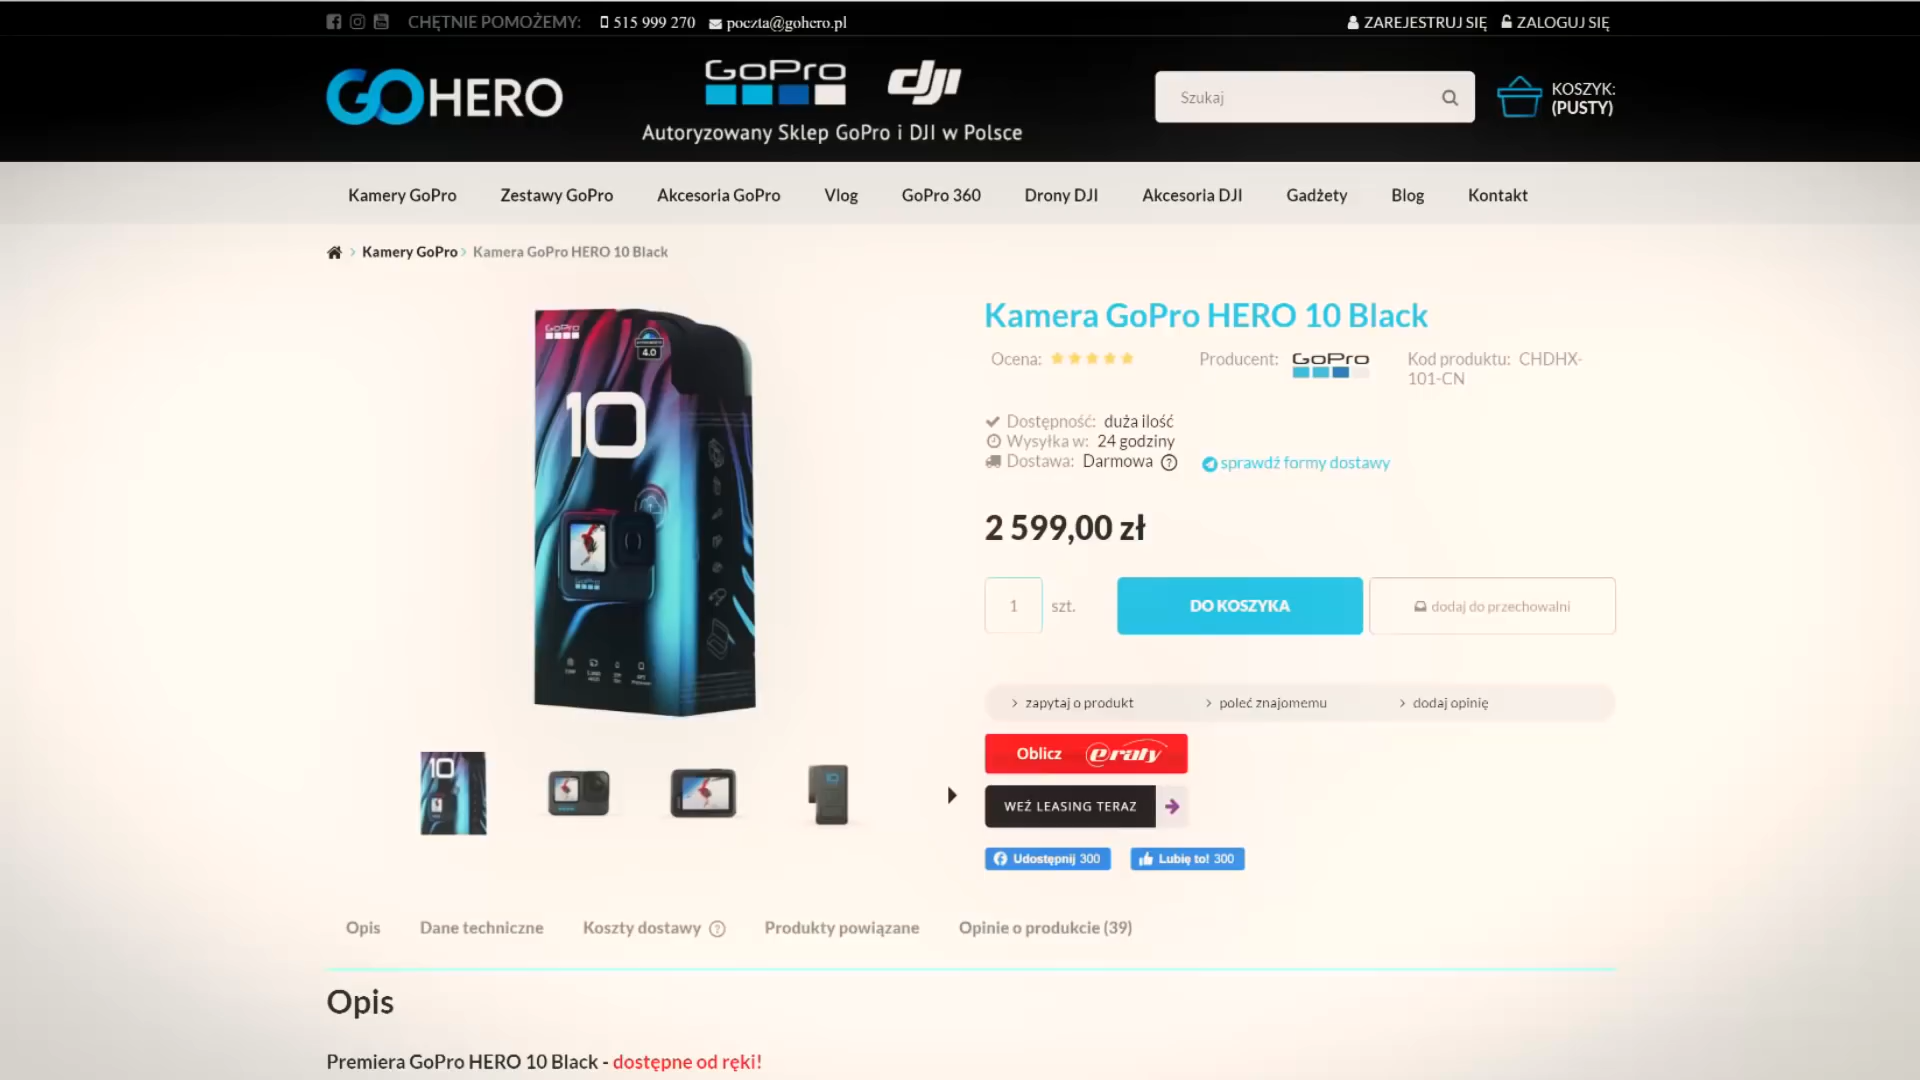 CHĘTNIE POMOŻEMY: 515 999 270 poczta@gohero.pl ZAREJESTRUJ SIĘ ZALOGUJ SIĘ
GOHERO
GoPro dji
Autoryzowany Sklep GoPro i DJI w Polsce
Szukaj
KOSZYK:
(PUSTY)
Kamery GoPro Zestawy GoPro Akcesoria GoPro Vlog GoPro 360 Drony DJI Akcesoria DJI Gadżety Blog Kontakt
Kamery GoPro > Kamera GoPro HERO 10 Black
GoPro
4.0
10
GoPro
10
Kamera GoPro HERO 10 Black
Ocena: Producent: GoPro Kod produktu: CHDHX-
101-CN
Dostępność: duża ilość
Wysyłka w: 24 godziny
Dostawa: Darmowa ? sprawdź formy dostawy
2 599,00 zł
1 szt. DO KOSZYKA dodaj do przechowalni
> zapytaj o produkt > poleć znajomemu > dodaj opinię
Oblicz eraty
WEŹ LEASING TERAZ
Udostępnij 300 Lubię to! 300
Opis Dane techniczne Koszty dostawy ? Produkty powiązane Opinie o produkcie (39)
Opis
Premiera GoPro HERO 10 Black - dostępne od ręki!